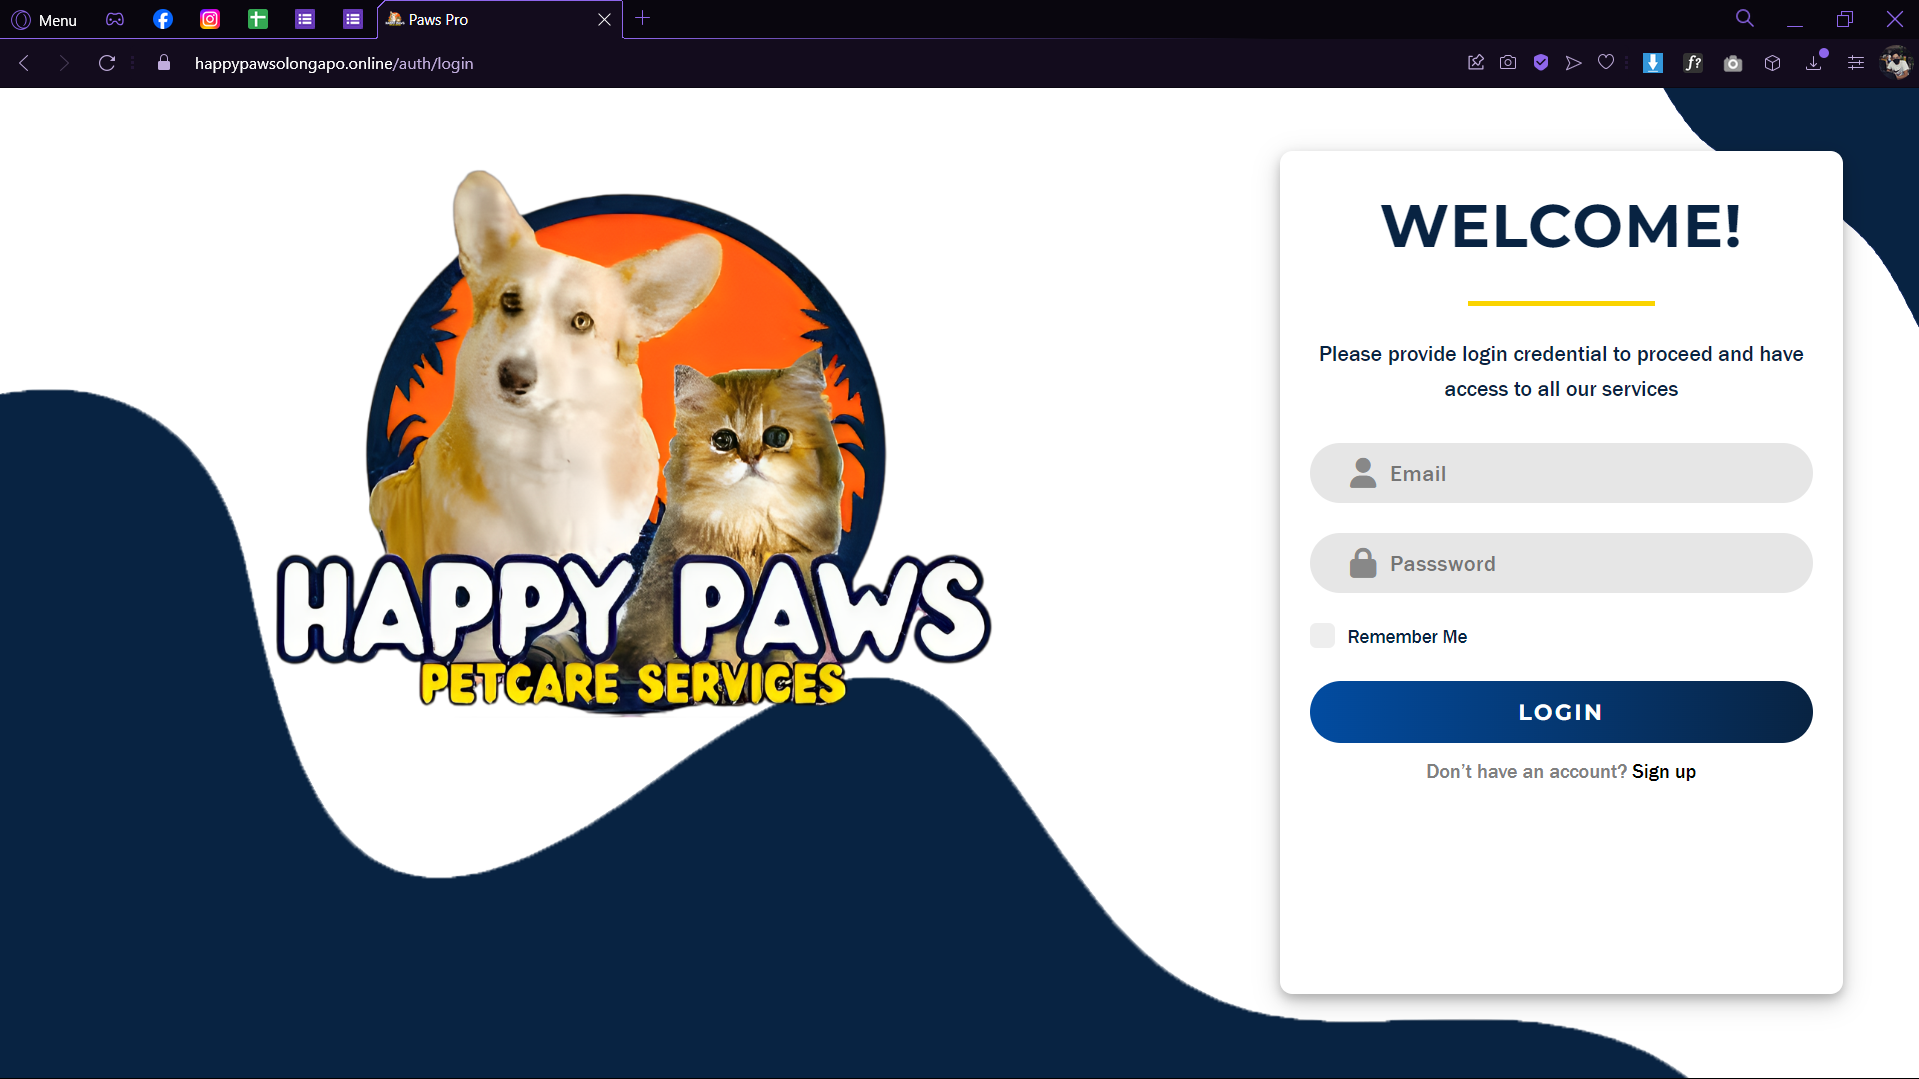 Menu
Paws Pro
happypawsolongapo.online/auth/login
f?
WELCOME!
Please provide login credential to proceed and have
access to all our services
Email
Passsword
Remember Me
LOGIN
Don't have an account? Sign up
HAPPY PAWS
PETCARE SERVICES